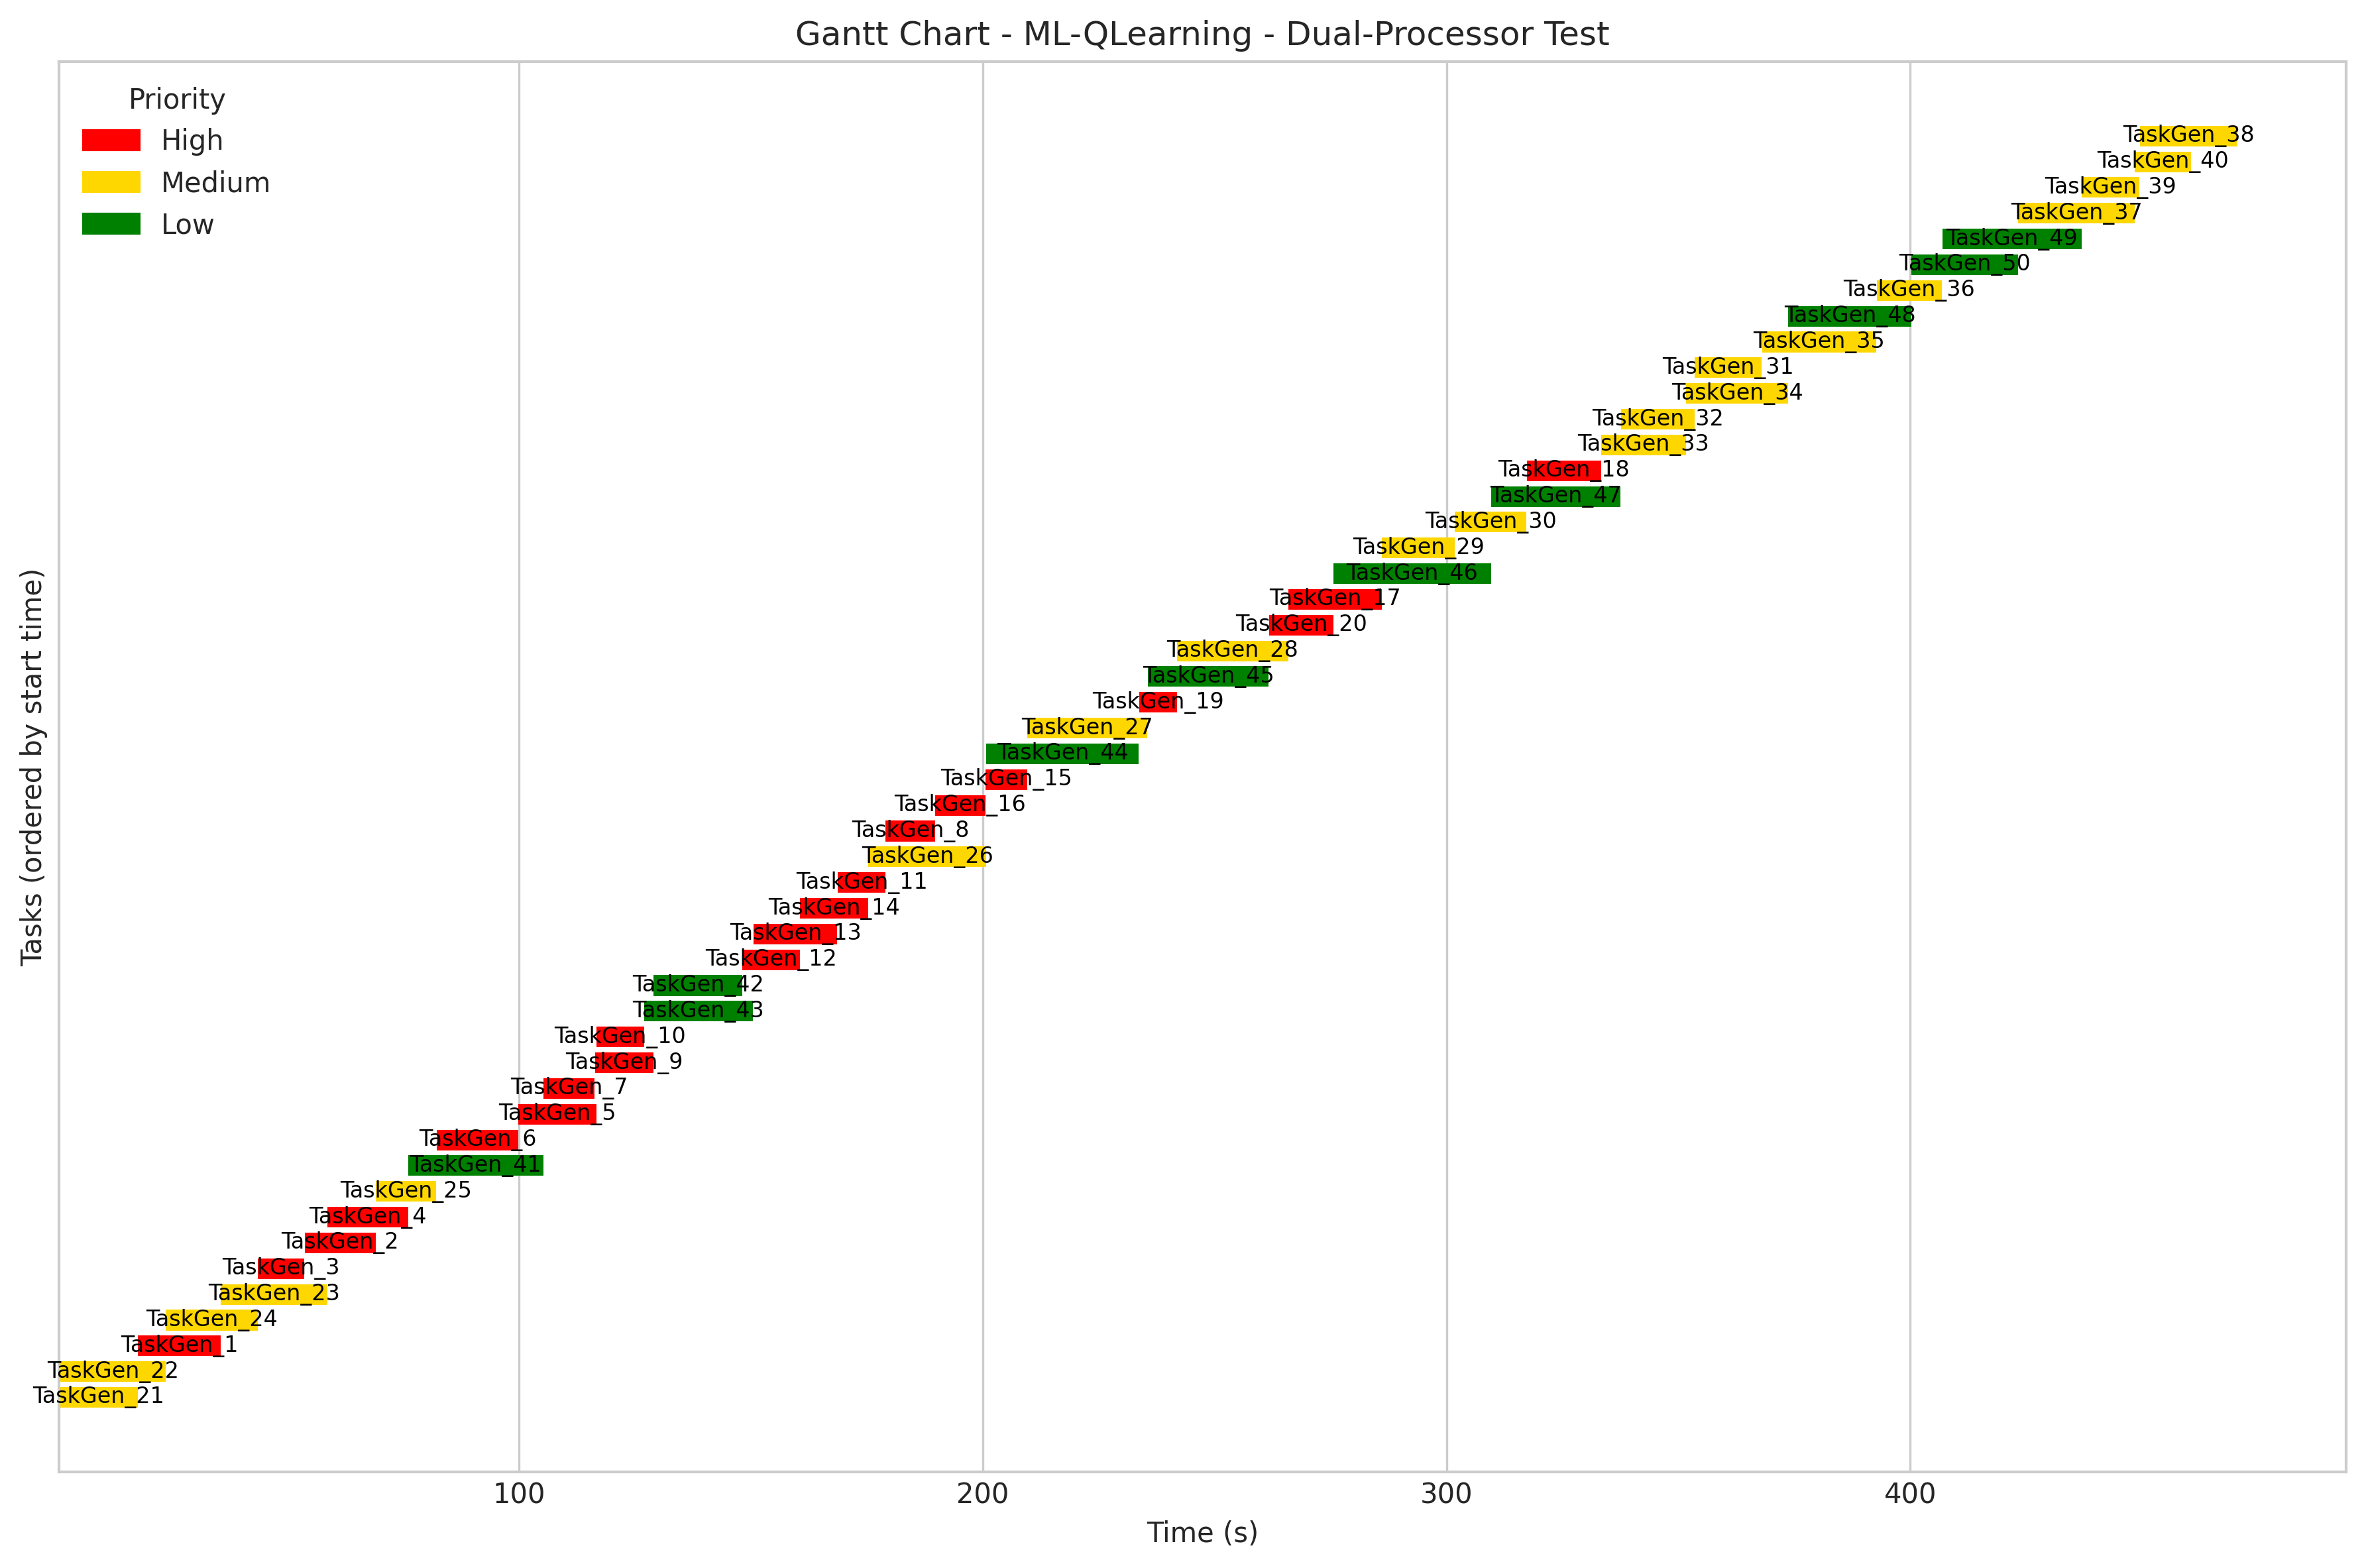 Gantt Chart - ML-QLearning - Dual-Processor Test
Priority
High
Medium
Low
TaskGen_38
TaskGen_40
TaskGen_39
TaskGen_37
TaskGen_49
TaskGen_50
TaskGen_36
TaskGen_48
TaskGen_35
TaskGen_31
TaskGen_34
TaskGen_32
TaskGen_33
TaskGen_18
TaskGen_47
TaskGen_30
TaskGen_29
TaskGen_46
TaskGen_17
TaskGen_20
TaskGen_28
TaskGen_45
TaskGen_19
TaskGen_27
TaskGen_44
TaskGen_15
TaskGen_16
TaskGen_8
TaskGen_26
TaskGen_11
TaskGen_14
TaskGen_13
TaskGen_12
TaskGen_42
TaskGen_43
TaskGen_10
TaskGen_9
TaskGen_7
TaskGen_5
TaskGen_6
TaskGen_41
TaskGen_25
TaskGen_4
TaskGen_2
TaskGen_3
TaskGen_23
TaskGen_24
TaskGen_1
TaskGen_22
TaskGen_21
Tasks (ordered by start time)
100 200 300 400
Time (s)